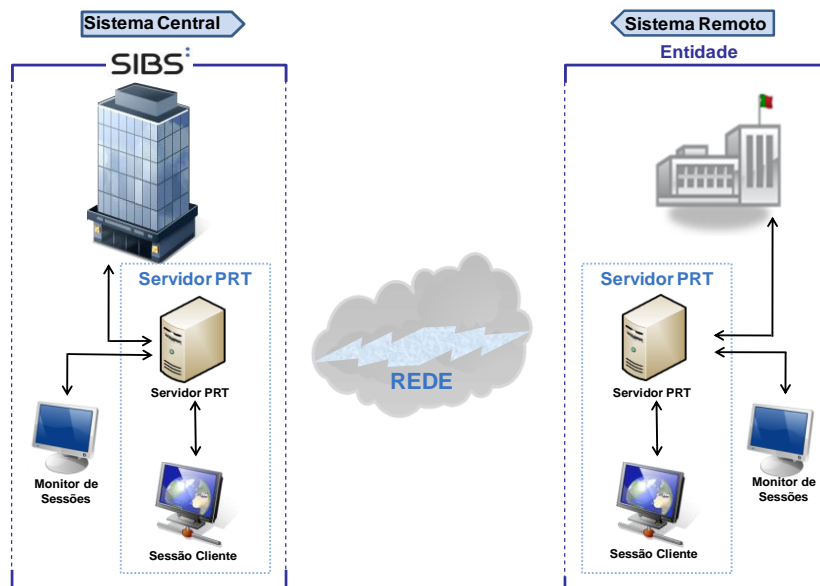 Sistema Central
Sistema Remoto
SIBS
Entidade
Servidor PRT
Servidor PRT
REDE
Servidor PRT
Servidor PRT
Monitor de
Sessões
Monitor de
Sessões
Sessão Cliente
Sessão Cliente